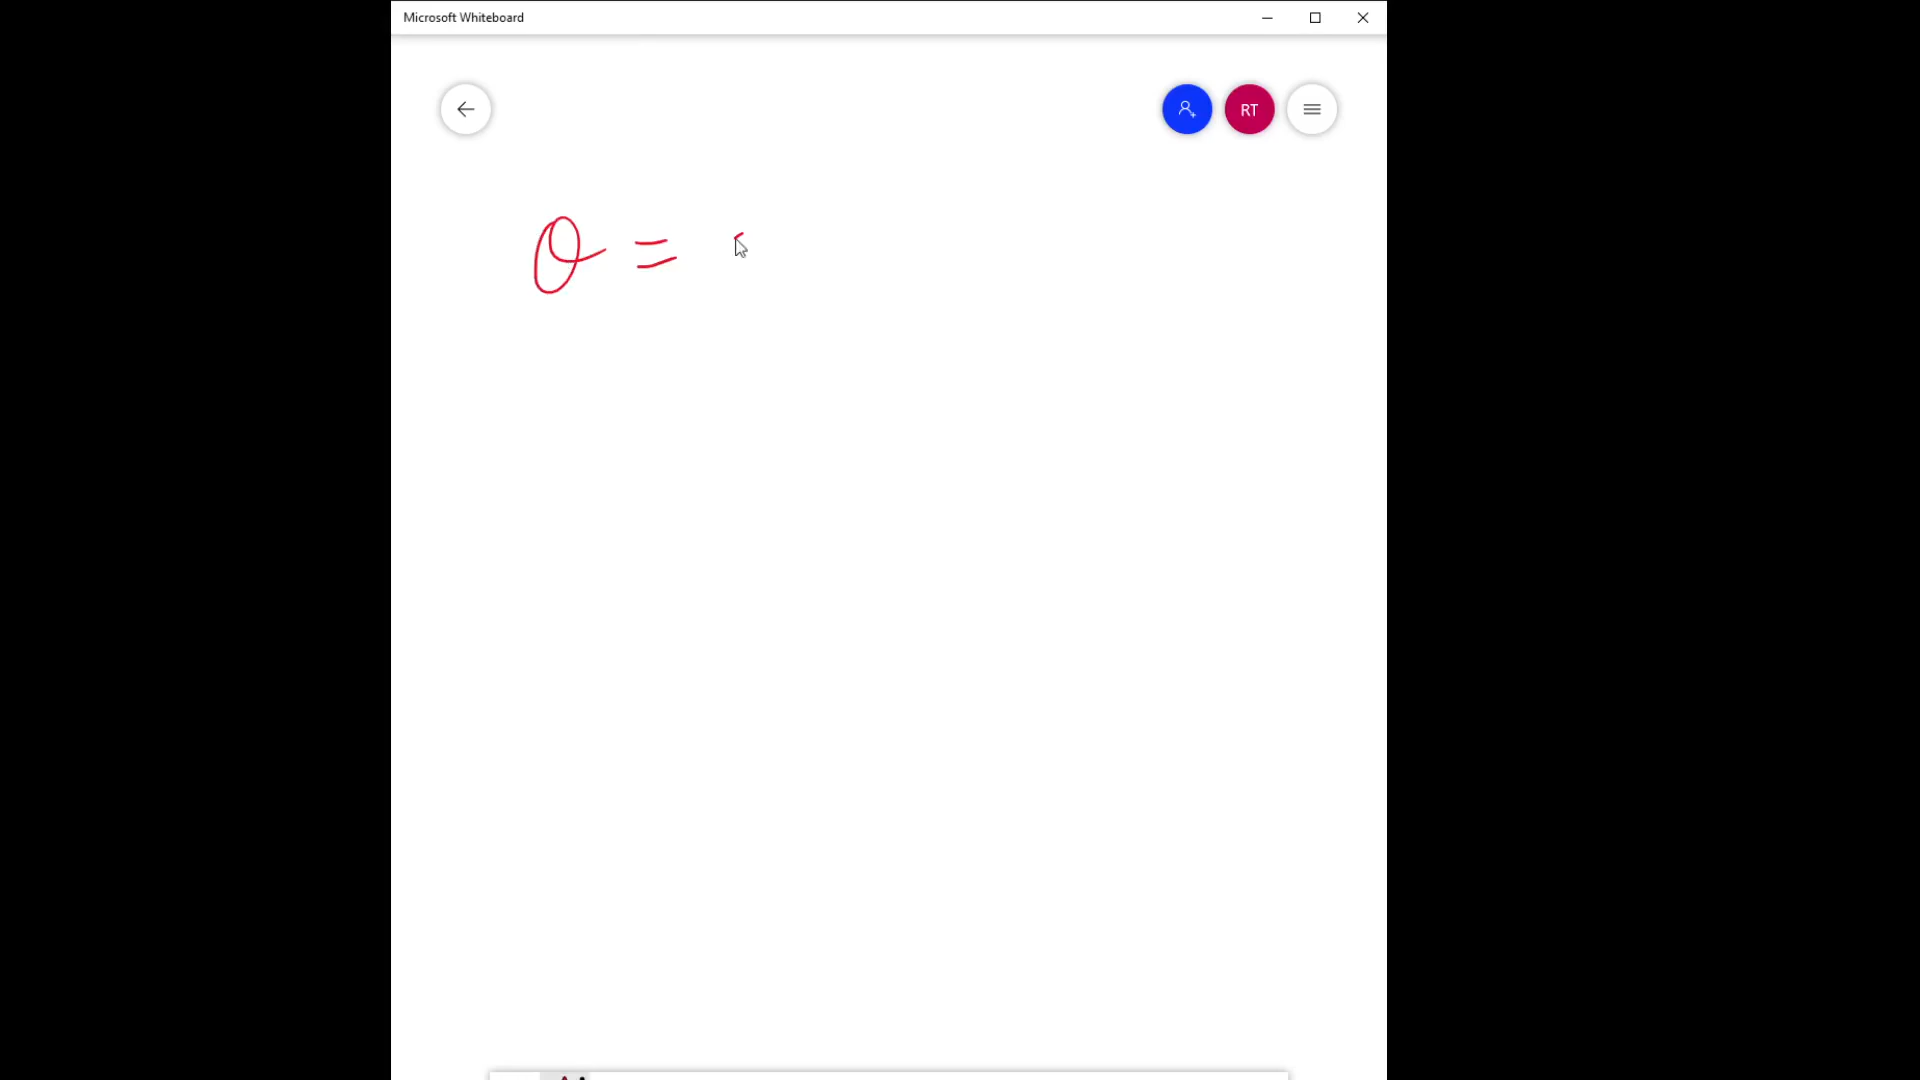 Microsoft Whiteboard
RT
θ =